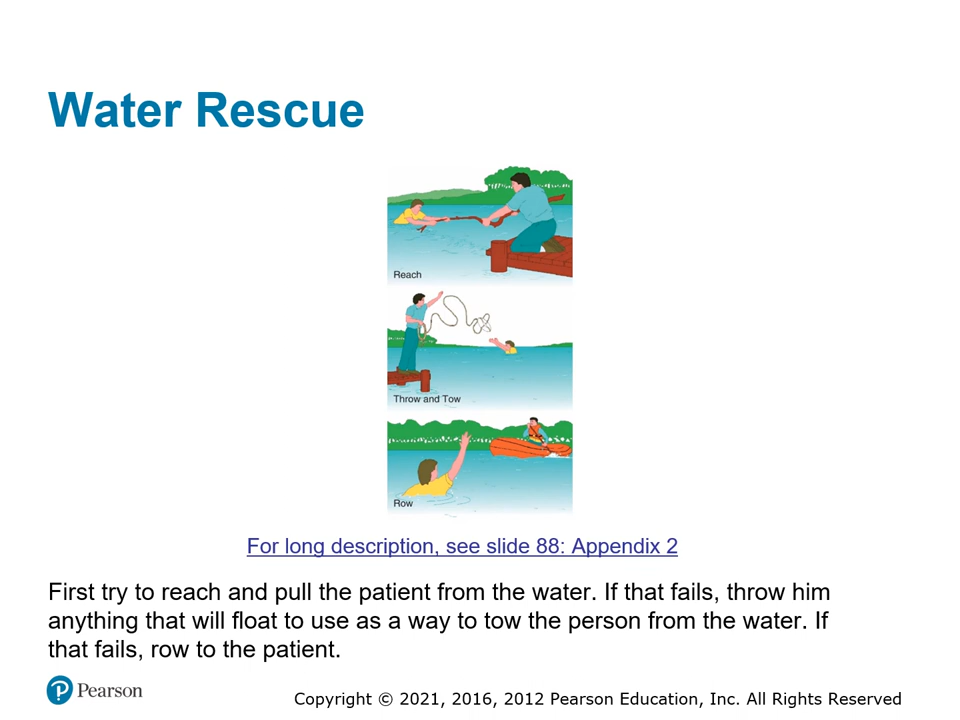 Water Rescue
Reach
Throw and Tow
Row
For long description, see slide 88: Appendix 2
First try to reach and pull the patient from the water. If that fails, throw him
anything that will float to use as a way to tow the person from the water. If
that fails, row to the patient.
Pearson
Copyright © 2021, 2016, 2012 Pearson Education, Inc. All Rights Reserved